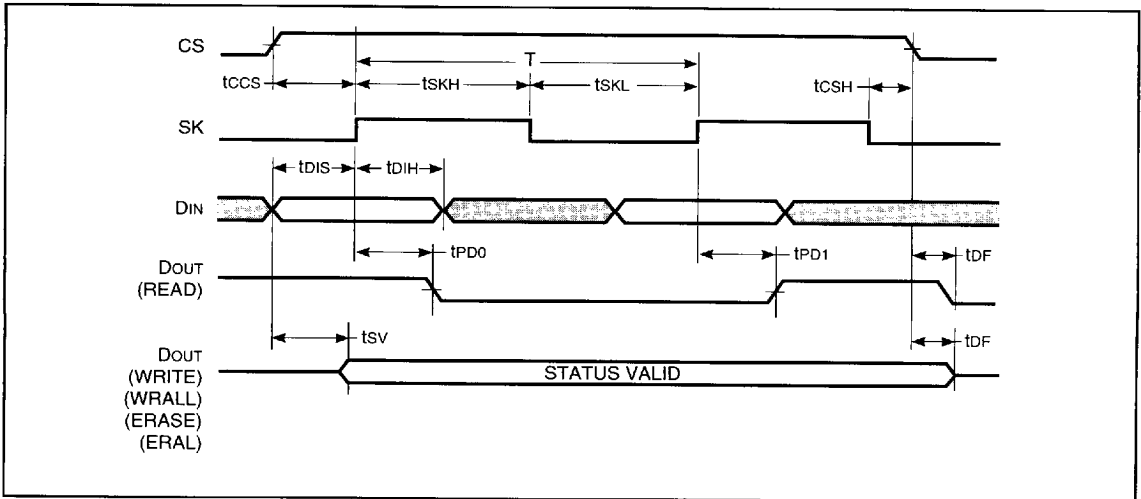 CS
T
tCCS tSKH tSKL tCSH
SK
tDIS tDIH
DIN
tPD0 tPD1 tDF
DOUT
(READ)
tSV tDF
DOUT
(WRITE) STATUS VALID
(WRALL)
(ERASE)
(ERAL)